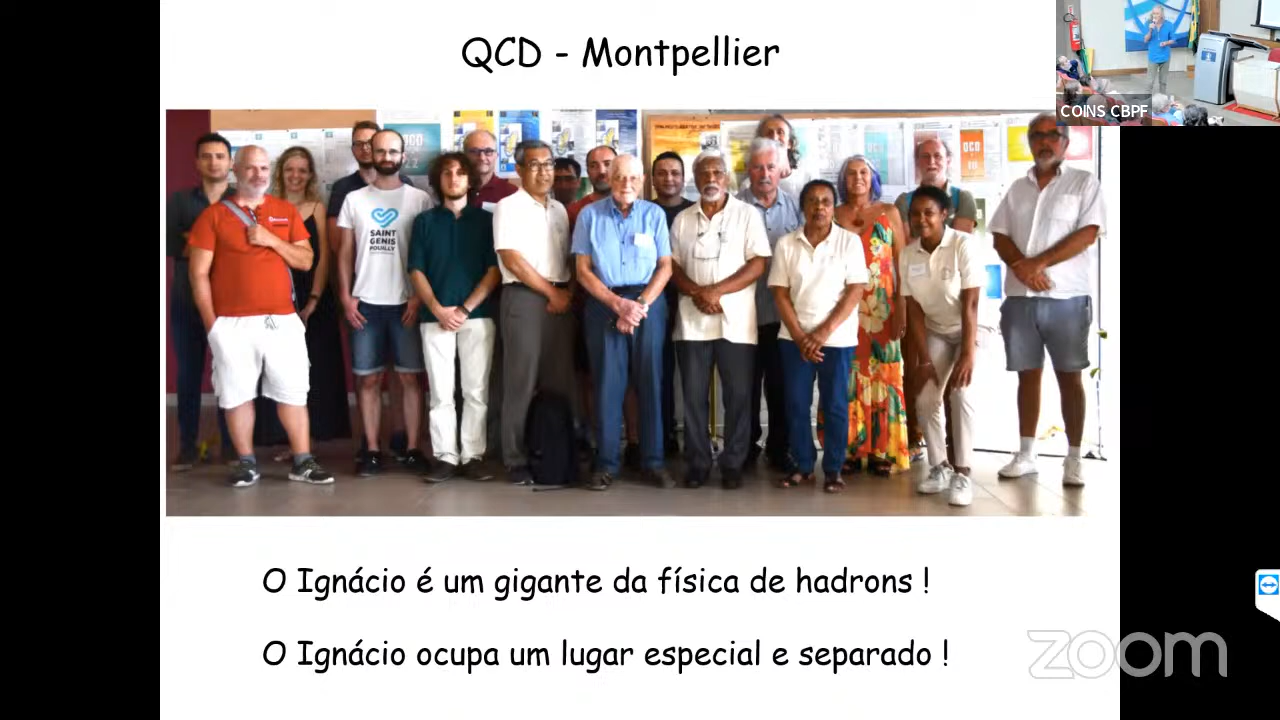 QCD - Montpellier
COINS CBPF
SAINT
GENIS
POUILLY
O Ignácio é um gigante da física de hadrons !
O Ignácio ocupa um lugar especial e separado !
zoom